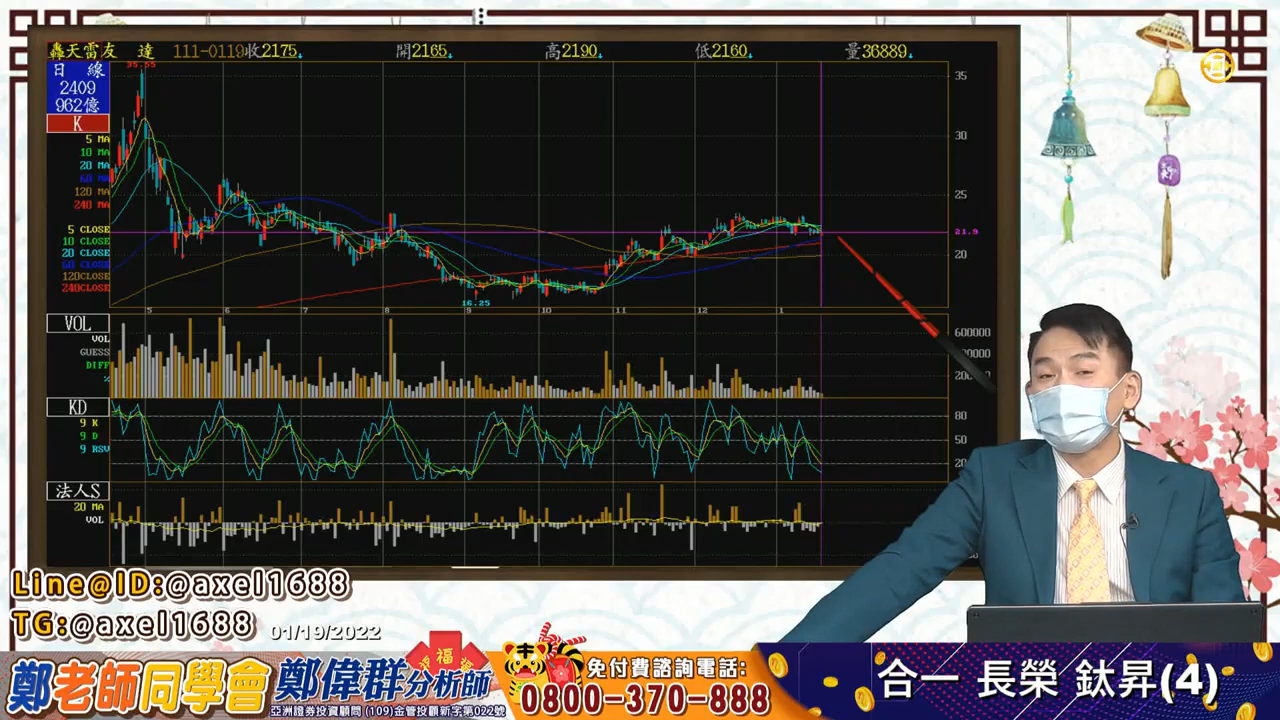 轟天雷友 達 111-0119收2175↓ 開2165↓ 高2190↓ 低2160↓ 量36889↓
日 線
2409
962億
K
5 MA
10 MA
20 MA
60 MA
120 MA
240 MA
5 CLOSE
10 CLOSE
20 CLOSE
60 CLOSE
120CLOSE
240CLOSE
35.55
16.25
35
30
25
21.9
20
5 6 7 8 9 10 11 12 1
VOL
VOL
GUESS
DIFF
%
600000
KD
9 K
9 D
9 RSV
80
50
20
法人S
20 MA
VOL
Line@ID:@axel1688
TG:@axel1688
01/19/2022
鄭老師同學會
鄭偉群分析師
福
亞洲證券投資顧問 (109)金管投顧新字第022號
免付費諮詢電話:
0800-370-888
合一 長榮 鈦昇(4)